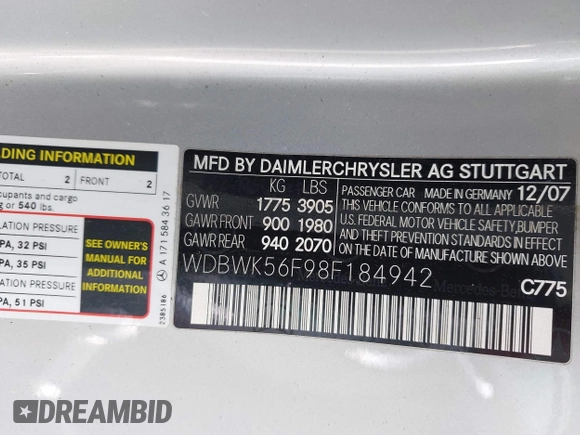 DING INFORMATION
TOTAL 2 FRONT 2
cupants and cargo
g or 540 lbs.
LATION PRESSURE
PA, 32 PSI
PA, 35 PSI
ATION PRESSURE
PA, 51 PSI
SEE OWNER'S
MANUAL FOR
ADDITIONAL
INFORMATION
A 171 584 36 17
2385186
MFD BY DAIMLERCHRYSLER AG STUTTGART
KG LBS
GVWR 1775 3905
GAWR FRONT 900 1980
GAWR REAR 940 2070
PASSENGER CAR MADE IN GERMANY 12/07
THIS VEHICLE CONFORMS TO ALL APPLICABLE
U.S. FEDERAL MOTOR VEHICLE SAFETY, BUMPER
AND THEFT PREVENTION STANDARDS IN EFFECT
ON THE DATE OF MANUFACTURE SHOWN ABOVE
WDBWK56F98F184942
C775
Mercedes-Benz
DREAMBID